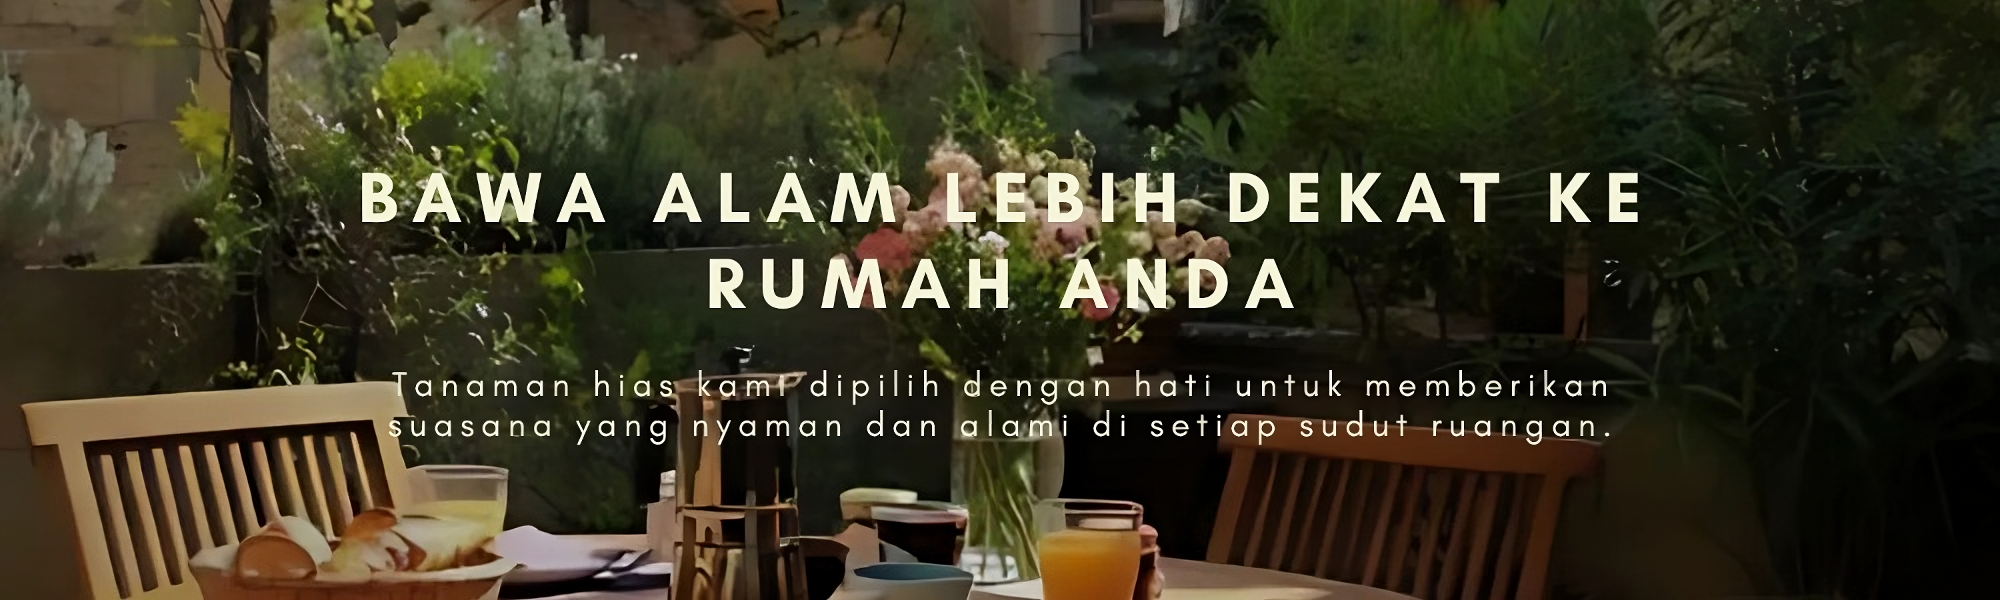 BAWA ALAM LEBIH DEKAT KE
RUMAH ANDA
Tanaman hias kami dipilih dengan hati untuk memberikan
suasana yang nyaman dan alami di setiap sudut ruangan.